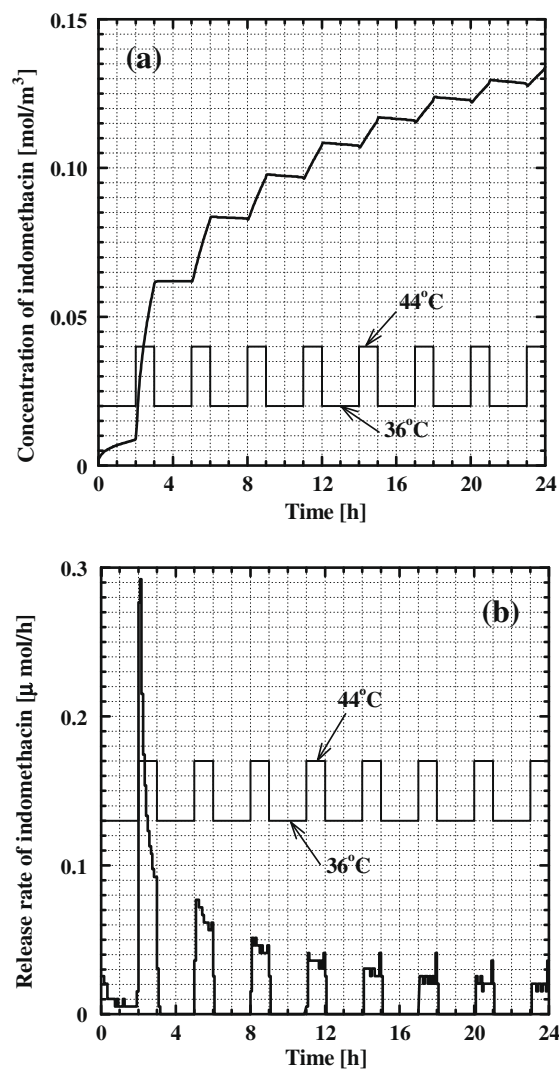 0.15
(a)
Concentration of indomethacin [mol/m³]
0.10
0.05
44°C
36°C
0
0 4 8 12 16 20 24
Time [h]
0.3
(b)
Release rate of indomethacin [μ mol/h]
0.2
44°C
0.1
36°C
0
0 4 8 12 16 20 24
Time [h]